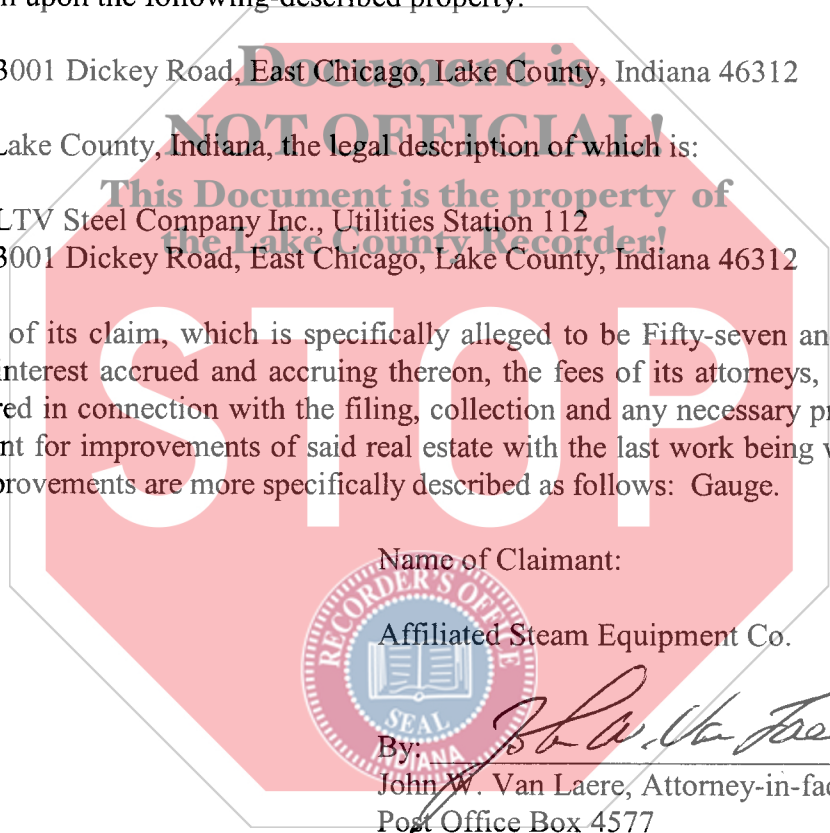 upon the following-described property:
Document is
3001 Dickey Road, East Chicago, Lake County, Indiana 46312
NOT OFFICIAL!
Lake County, Indiana, the legal description of which is:
This Document is the property of
LTV Steel Company Inc., Utilities Station 112
the Lake County Recorder!
3001 Dickey Road, East Chicago, Lake County, Indiana 46312
STOP
of its claim, which is specifically alleged to be Fifty-seven an
interest accrued and accruing thereon, the fees of its attorneys,
red in connection with the filing, collection and any necessary pr
nt for improvements of said real estate with the last work being
provements are more specifically described as follows: Gauge.
Name of Claimant:
RECORDER'S OFFICE
Affiliated Steam Equipment Co.
SEAL
INDIANA
By: John W. Van Lae
John W. Van Laere, Attorney-in-fac
Post Office Box 4577